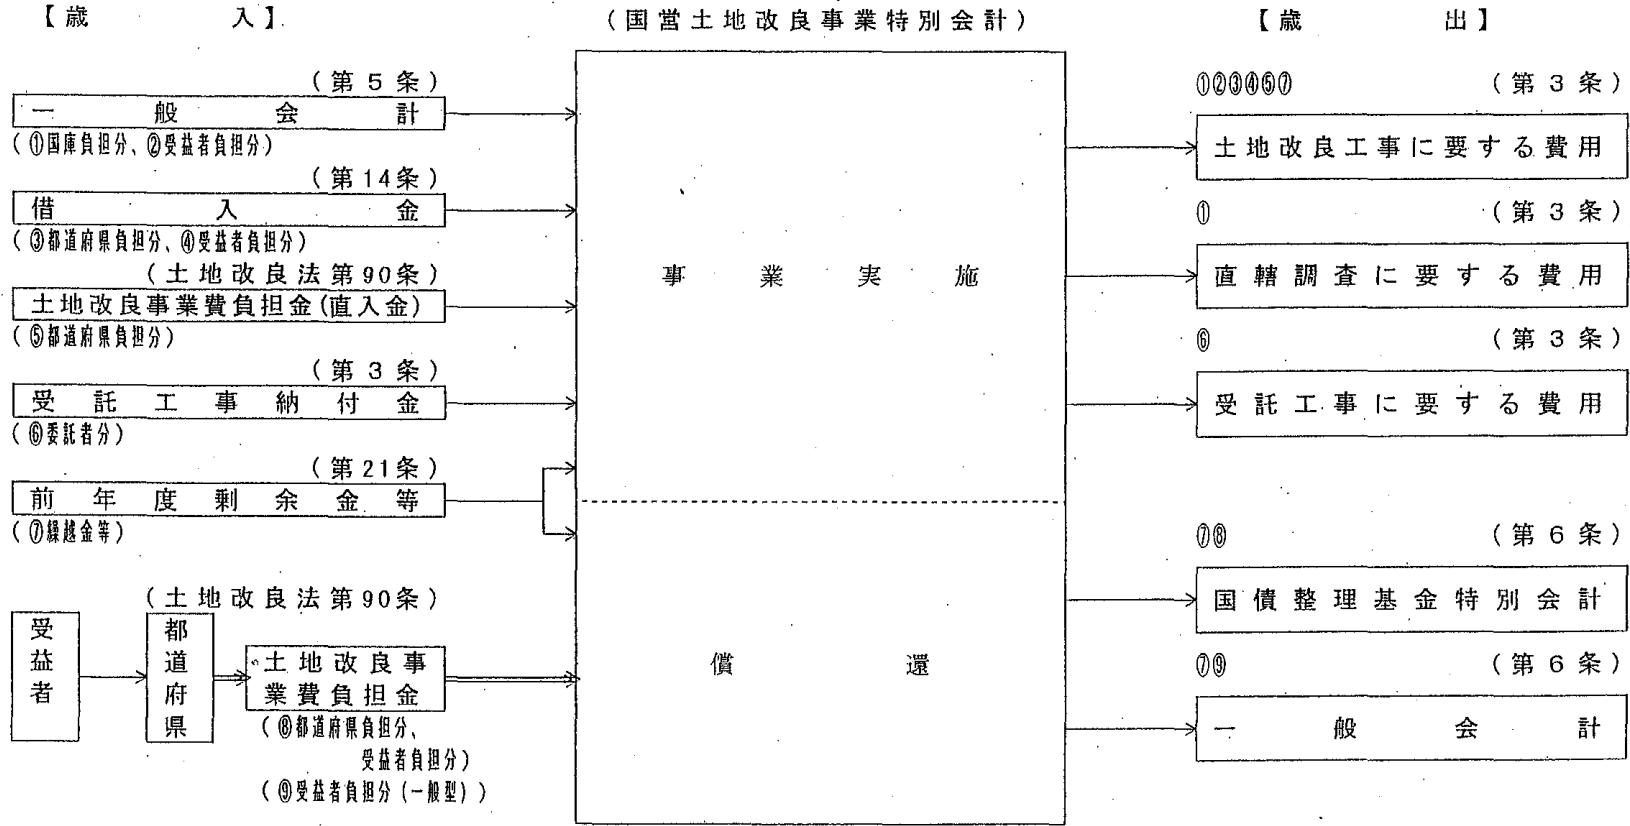 【歳入】
(国営土地改良事業特別会計)
【歳出】
(第5条)
一般会計
(①国庫負担分、②受益者負担分)
(第14条)
借入金
(③都道府県負担分、④受益者負担分)
(土地改良法第90条)
土地改良事業費負担金(直入金)
(⑤都道府県負担分)
(第3条)
受託工事納付金
(⑥委託者分)
(第21条)
前年度剰余金等
(⑦繰越金等)
(土地改良法第90条)
受益者
都道府県
土地改良事
業費負担金
(⑧都道府県負担分、
受益者負担分)
(⑨受益者負担分(一般型))
事業実施
償還
①②③④⑤⑦ (第3条)
土地改良工事に要する費用
① (第3条)
直轄調査に要する費用
⑥ (第3条)
受託工事に要する費用
⑦⑧ (第6条)
国債整理基金特別会計
⑦⑨ (第6条)
一般会計